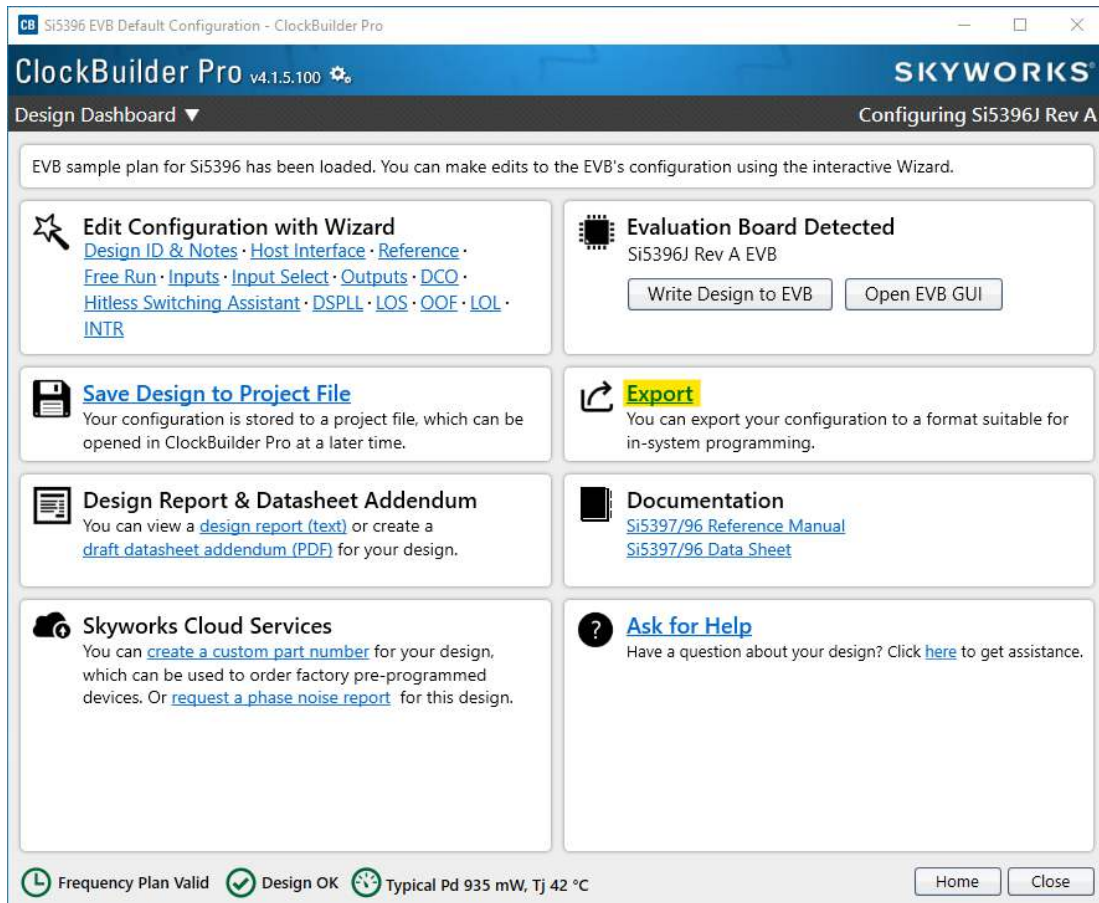 CB Si5396 EVB Default Configuration - ClockBuilder Pro
ClockBuilder Pro v4.1.5.100
SKYWORKS®
Design Dashboard ▼
Configuring Si5396J Rev A
EVB sample plan for Si5396 has been loaded. You can make edits to the EVB's configuration using the interactive Wizard.
Edit Configuration with Wizard
Design ID & Notes · Host Interface · Reference ·
Free Run · Inputs · Input Select · Outputs · DCO ·
Hitless Switching Assistant · DSPLL · LOS · OOF · LOL ·
INTR
Evaluation Board Detected
Si5396J Rev A EVB
Write Design to EVB
Open EVB GUI
Save Design to Project File
Your configuration is stored to a project file, which can be
opened in ClockBuilder Pro at a later time.
Export
You can export your configuration to a format suitable for
in-system programming.
Design Report & Datasheet Addendum
You can view a design report (text) or create a
draft datasheet addendum (PDF) for your design.
Documentation
Si5397/96 Reference Manual
Si5397/96 Data Sheet
Skyworks Cloud Services
You can create a custom part number for your design,
which can be used to order factory pre-programmed
devices. Or request a phase noise report for this design.
? Ask for Help
Have a question about your design? Click here to get assistance.
Frequency Plan Valid
Design OK
Typical Pd 935 mW, Tj 42 °C
Home
Close